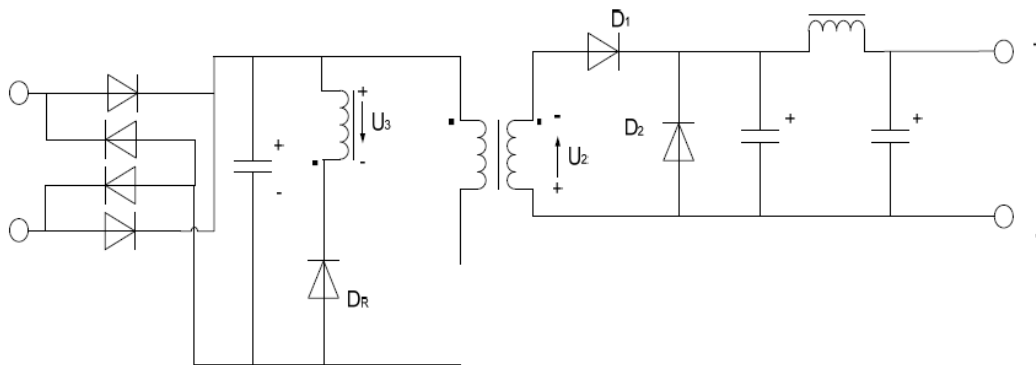 D1
+
+
U3
-
+
-
DR
-
U2
+
D2
+
+